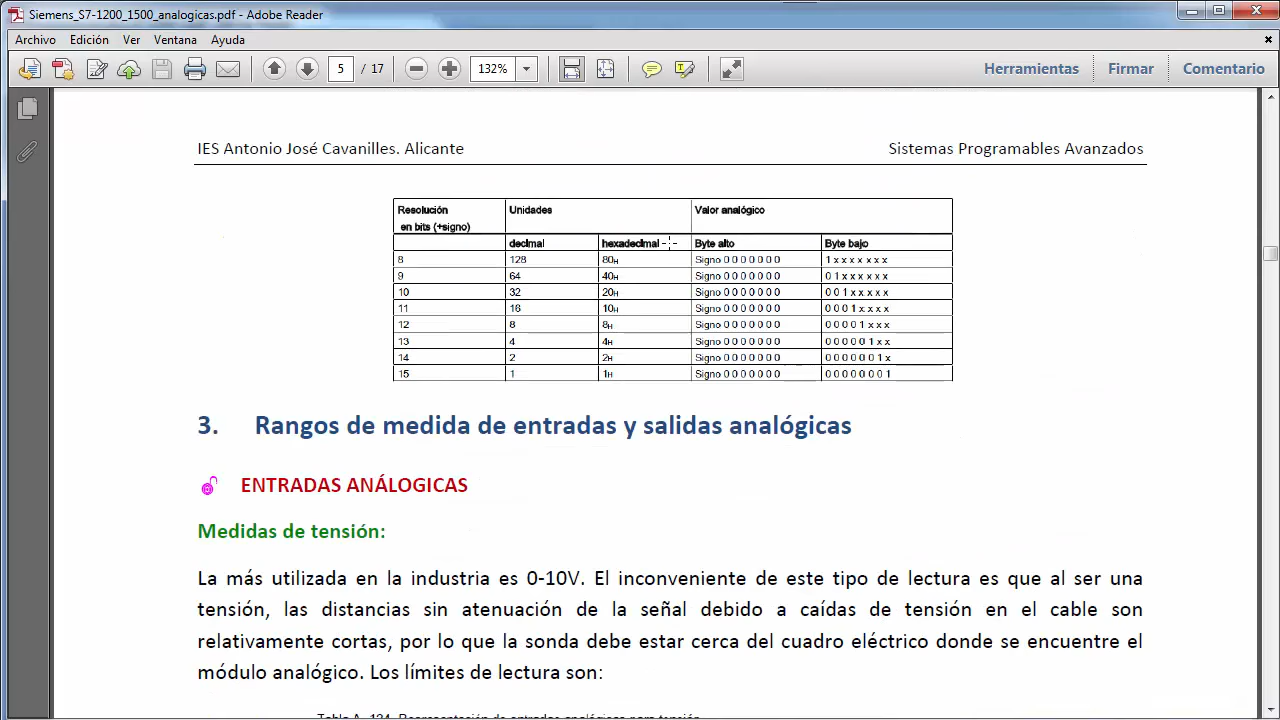 Siemens_S7-1200_1500_analogicas.pdf - Adobe Reader
Archivo Edición Ver Ventana Ayuda
5 / 17 132% Herramientas Firmar Comentario
IES Antonio José Cavanilles. Alicante Sistemas Programables Avanzados
Resolución Unidades Valor analógico
en bits (+signo)
decimal hexadecimal Byte alto Byte bajo
8 128 80H Signo 0 0 0 0 0 0 0 1 x x x x x x x
9 64 40H Signo 0 0 0 0 0 0 0 0 1 x x x x x x
10 32 20H Signo 0 0 0 0 0 0 0 0 0 1 x x x x x
11 16 10H Signo 0 0 0 0 0 0 0 0 0 0 1 x x x x
12 8 8H Signo 0 0 0 0 0 0 0 0 0 0 0 1 x x x
13 4 4H Signo 0 0 0 0 0 0 0 0 0 0 0 0 1 x x
14 2 2H Signo 0 0 0 0 0 0 0 0 0 0 0 0 0 1 x
15 1 1H Signo 0 0 0 0 0 0 0 0 0 0 0 0 0 0 1
3. Rangos de medida de entradas y salidas analógicas
ENTRADAS ANÁLOGICAS
Medidas de tensión:
La más utilizada en la industria es 0-10V. El inconveniente de este tipo de lectura es que al ser una
tensión, las distancias sin atenuación de la señal debido a caídas de tensión en el cable son
relativamente cortas, por lo que la sonda debe estar cerca del cuadro eléctrico donde se encuentre el
módulo analógico. Los límites de lectura son:
Tabla A- 124 Representación de entradas analógicas para tensión